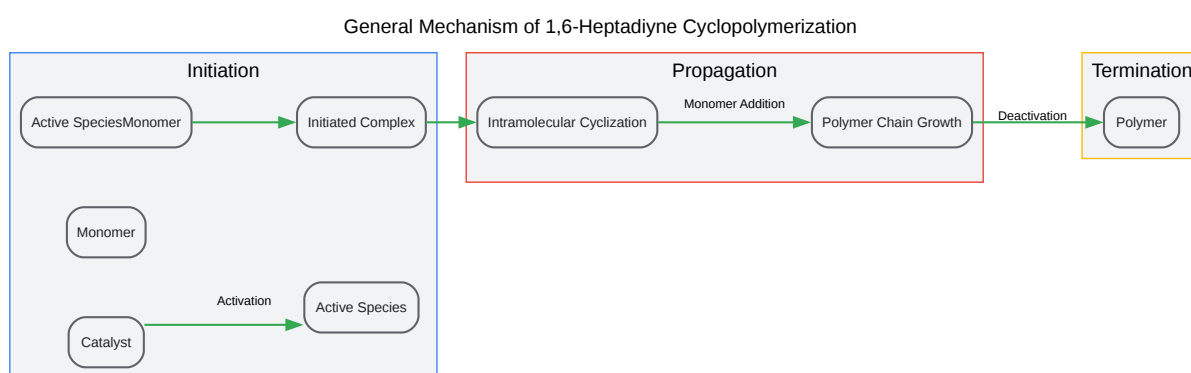 General Mechanism of 1,6-Heptadiyne Cyclopolymerization
Initiation
Active SpeciesMonomer
Initiated Complex
Monomer
Activation
Active Species
Catalyst
Propagation
Intramolecular Cyclization
Monomer Addition
Polymer Chain Growth
Deactivation
Termination
Polymer